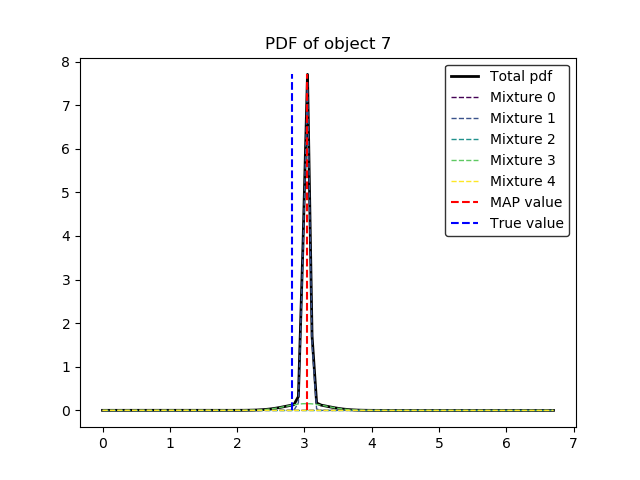 PDF of object 7
8
7
6
5
4
3
2
1
0
0 1 2 3 4 5 6 7
Total pdf
Mixture 0
Mixture 1
Mixture 2
Mixture 3
Mixture 4
MAP value
True value